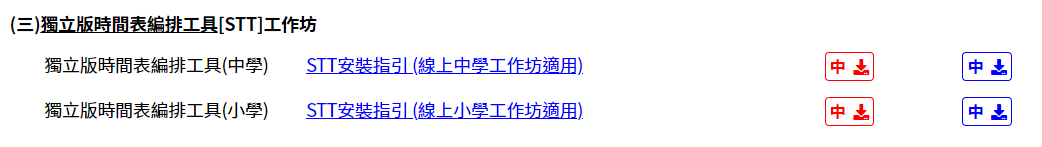 (三)獨立版時間表編排工具[STT]工作坊
獨立版時間表編排工具(中學) STT安裝指引 (線上中學工作坊適用) 中 中
獨立版時間表編排工具(小學) STT安裝指引 (線上小學工作坊適用) 中 中